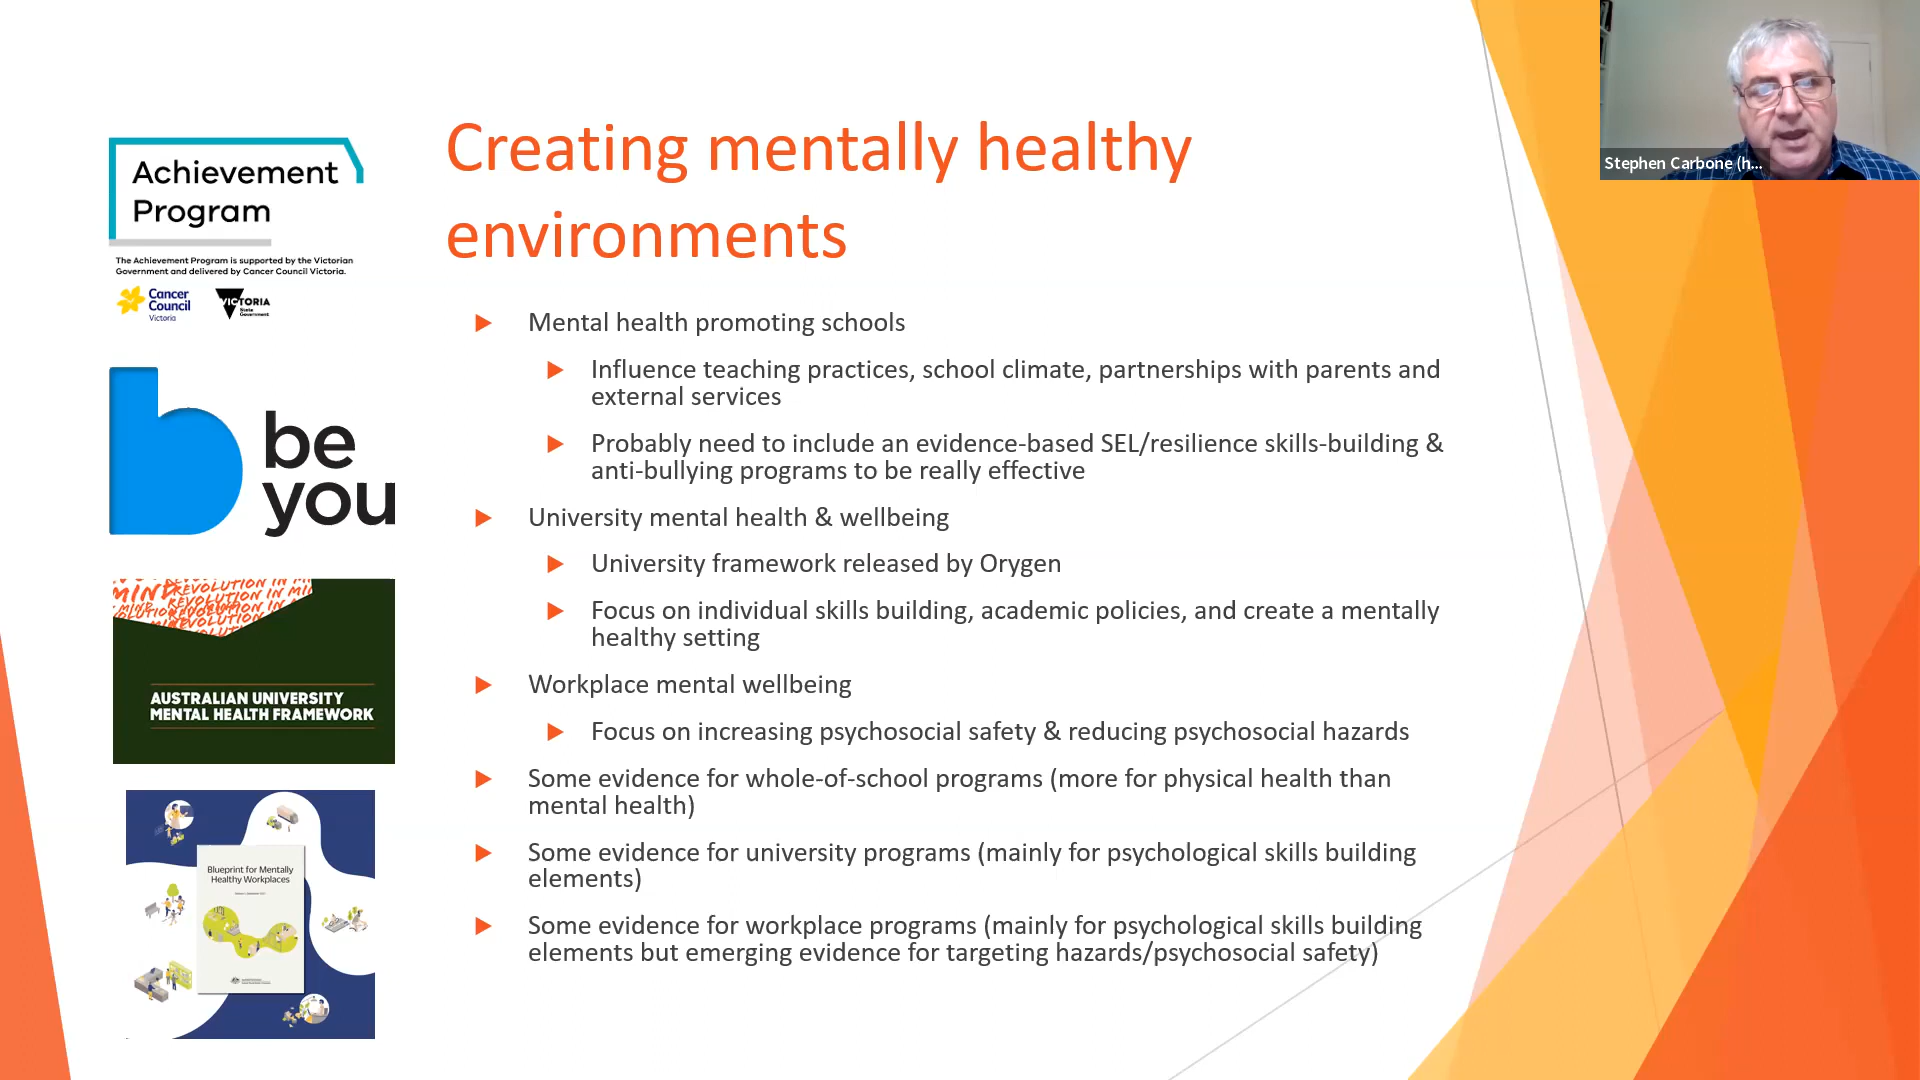 Stephen Carbone (h...
Achievement
Program
The Achievement Program is supported by the Victorian
Government and delivered by Cancer Council Victoria.
Cancer
Council
Victoria
VICTORIA
State
Government
be
you
AUSTRALIAN UNIVERSITY
MENTAL HEALTH FRAMEWORK
Blueprint for Mentally
Healthy Workplaces
Creating mentally healthy
environments
Mental health promoting schools
Influence teaching practices, school climate, partnerships with parents and
external services
Probably need to include an evidence-based SEL/resilience skills-building &
anti-bullying programs to be really effective
University mental health & wellbeing
University framework released by Orygen
Focus on individual skills building, academic policies, and create a mentally
healthy setting
Workplace mental wellbeing
Focus on increasing psychosocial safety & reducing psychosocial hazards
Some evidence for whole-of-school programs (more for physical health than
mental health)
Some evidence for university programs (mainly for psychological skills building
elements)
Some evidence for workplace programs (mainly for psychological skills building
elements but emerging evidence for targeting hazards/psychosocial safety)